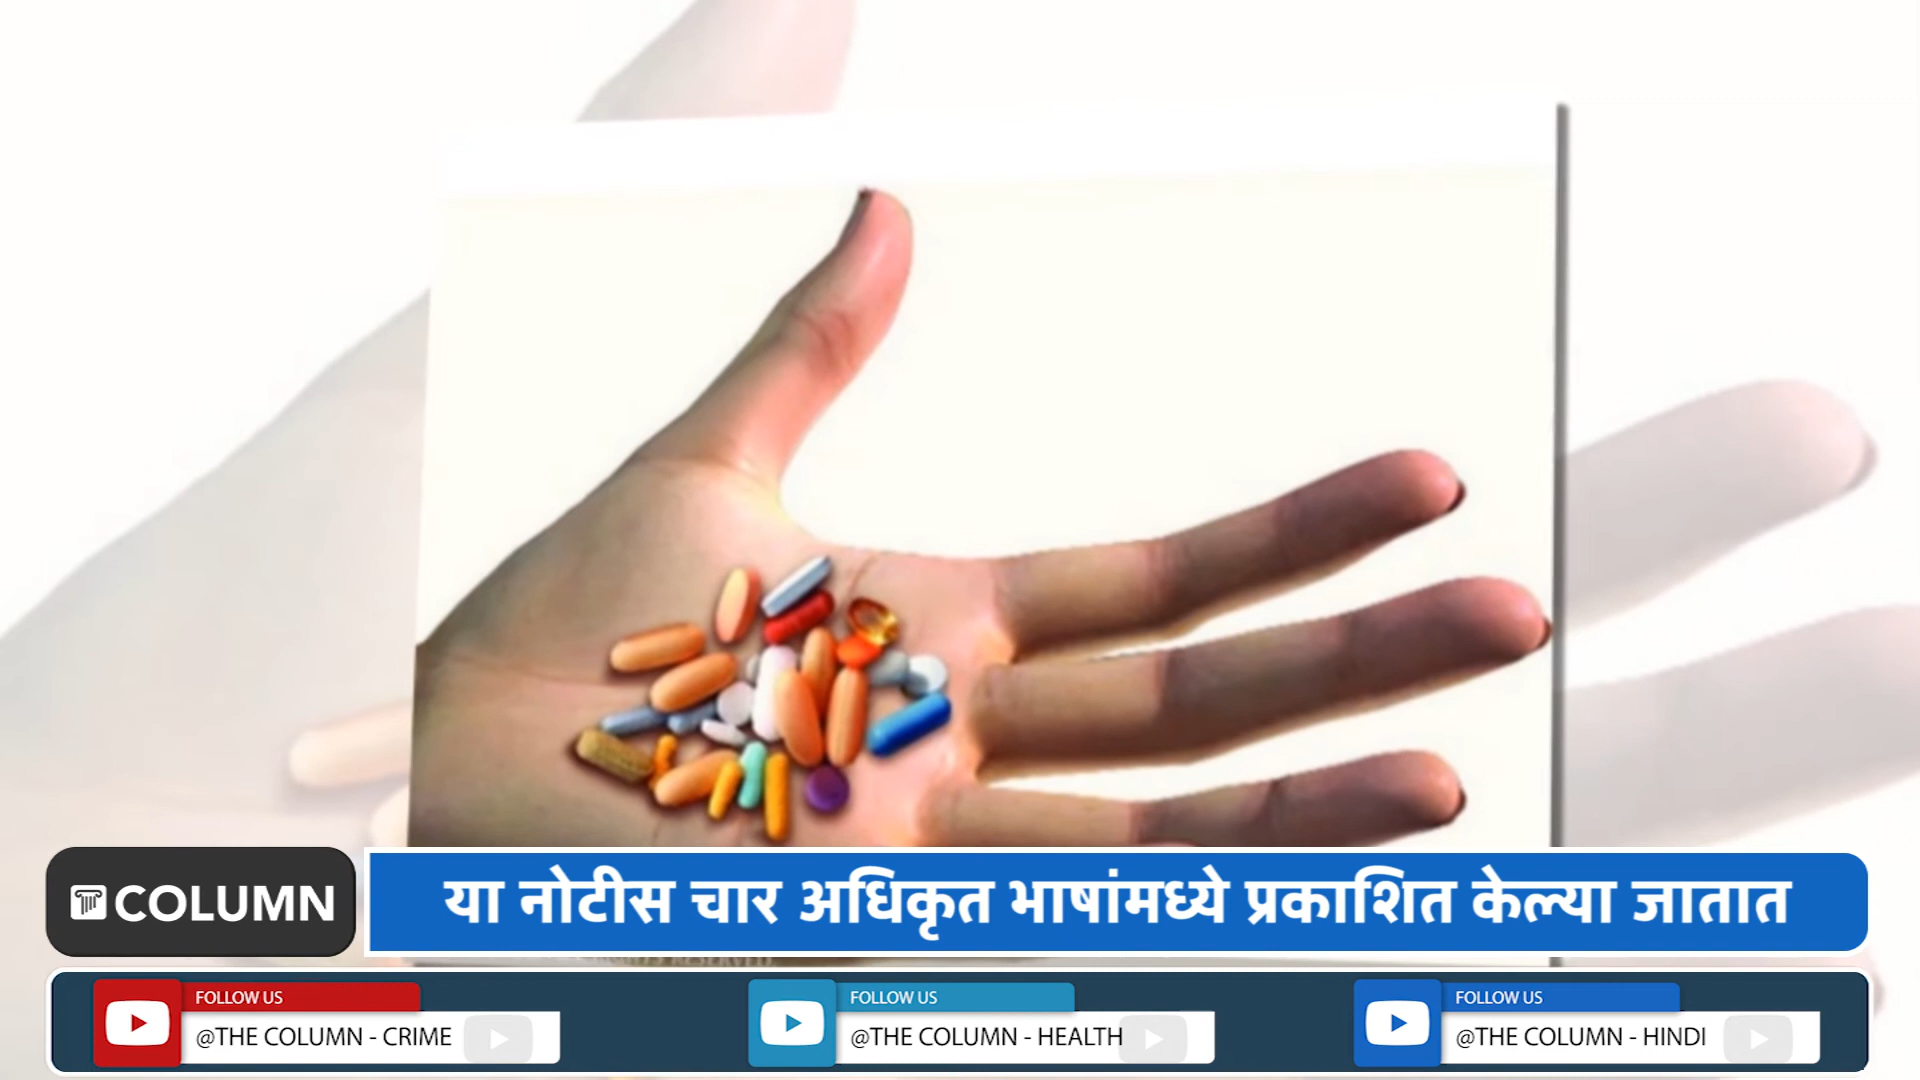 COLUMN
या नोटीस चार अधिकृत भाषांमध्ये प्रकाशित केल्या जातात
RESERVED
FOLLOW US
@THE COLUMN - CRIME
FOLLOW US
@THE COLUMN - HEALTH
FOLLOW US
@THE COLUMN - HINDI